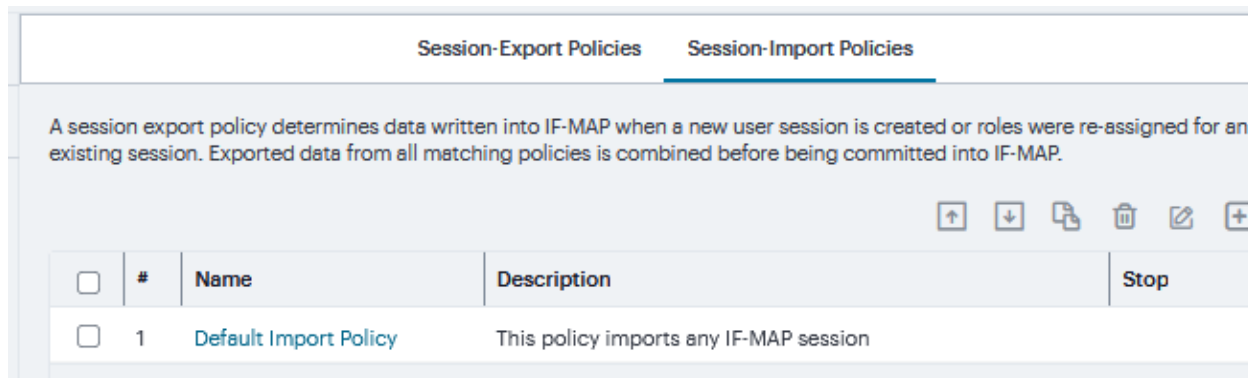 Session-Export Policies Session-Import Policies
A session export policy determines data written into IF-MAP when a new user session is created or roles were re-assigned for an
existing session. Exported data from all matching policies is combined before being committed into IF-MAP.
# Name Description Stop
1 Default Import Policy This policy imports any IF-MAP session